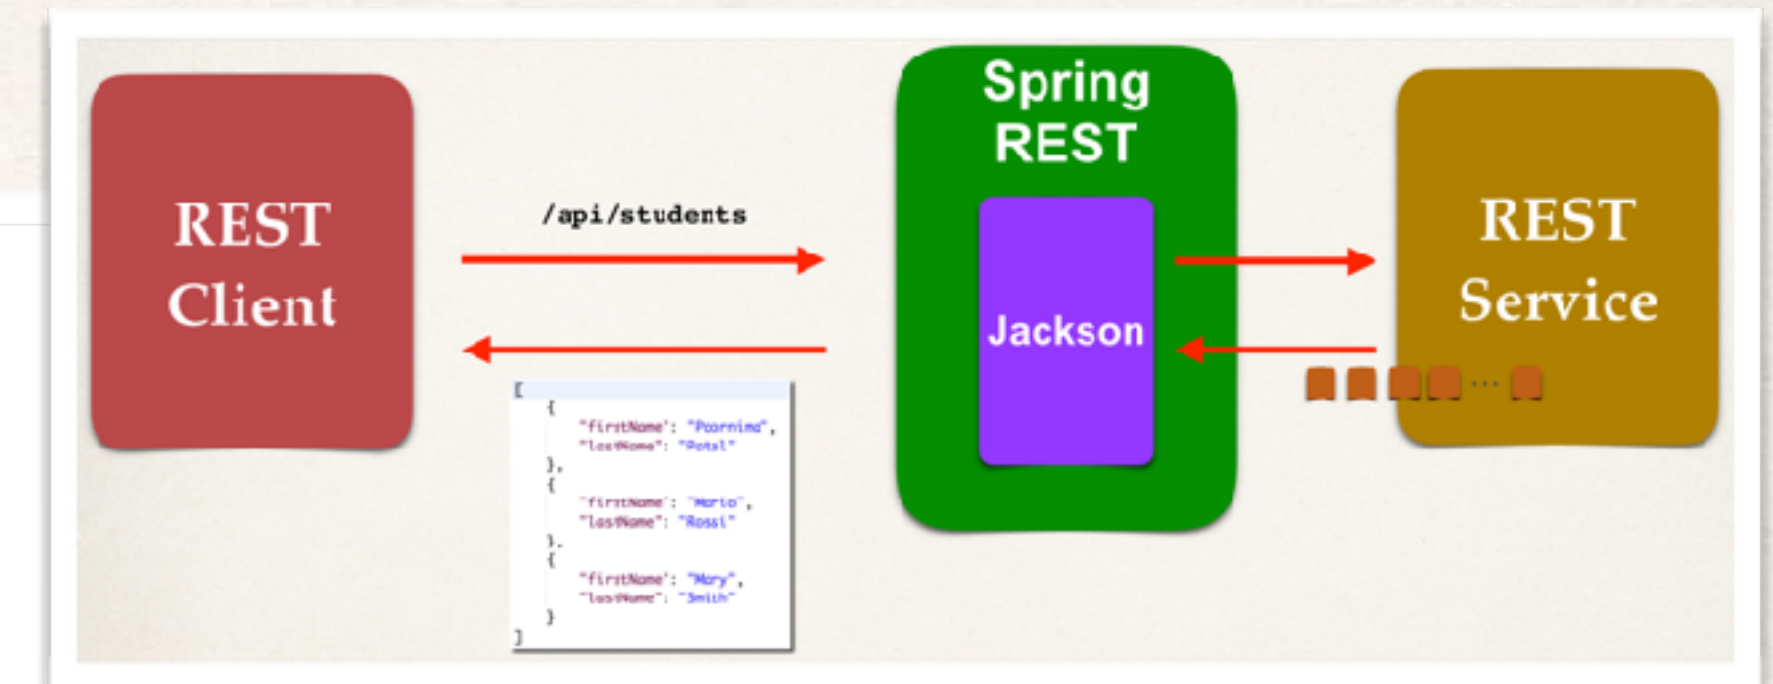 REST
Client
/api/students
[
{
"firstName": "Poornima",
"lastName": "Patel"
},
{
"firstName": "Mario",
"lastName": "Rossi"
},
{
"firstName": "Mary",
"lastName": "Smith"
}
]
Spring
REST
Jackson
REST
Service
...